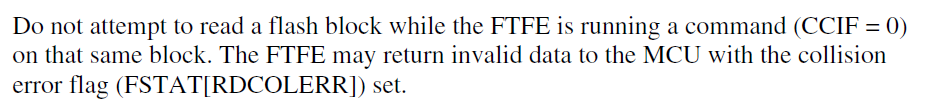 Do not attempt to read a flash block while the FTFE is running a command (CCIF = 0)
on that same block. The FTFE may return invalid data to the MCU with the collision
error flag (FSTAT[RDCOLERR]) set.